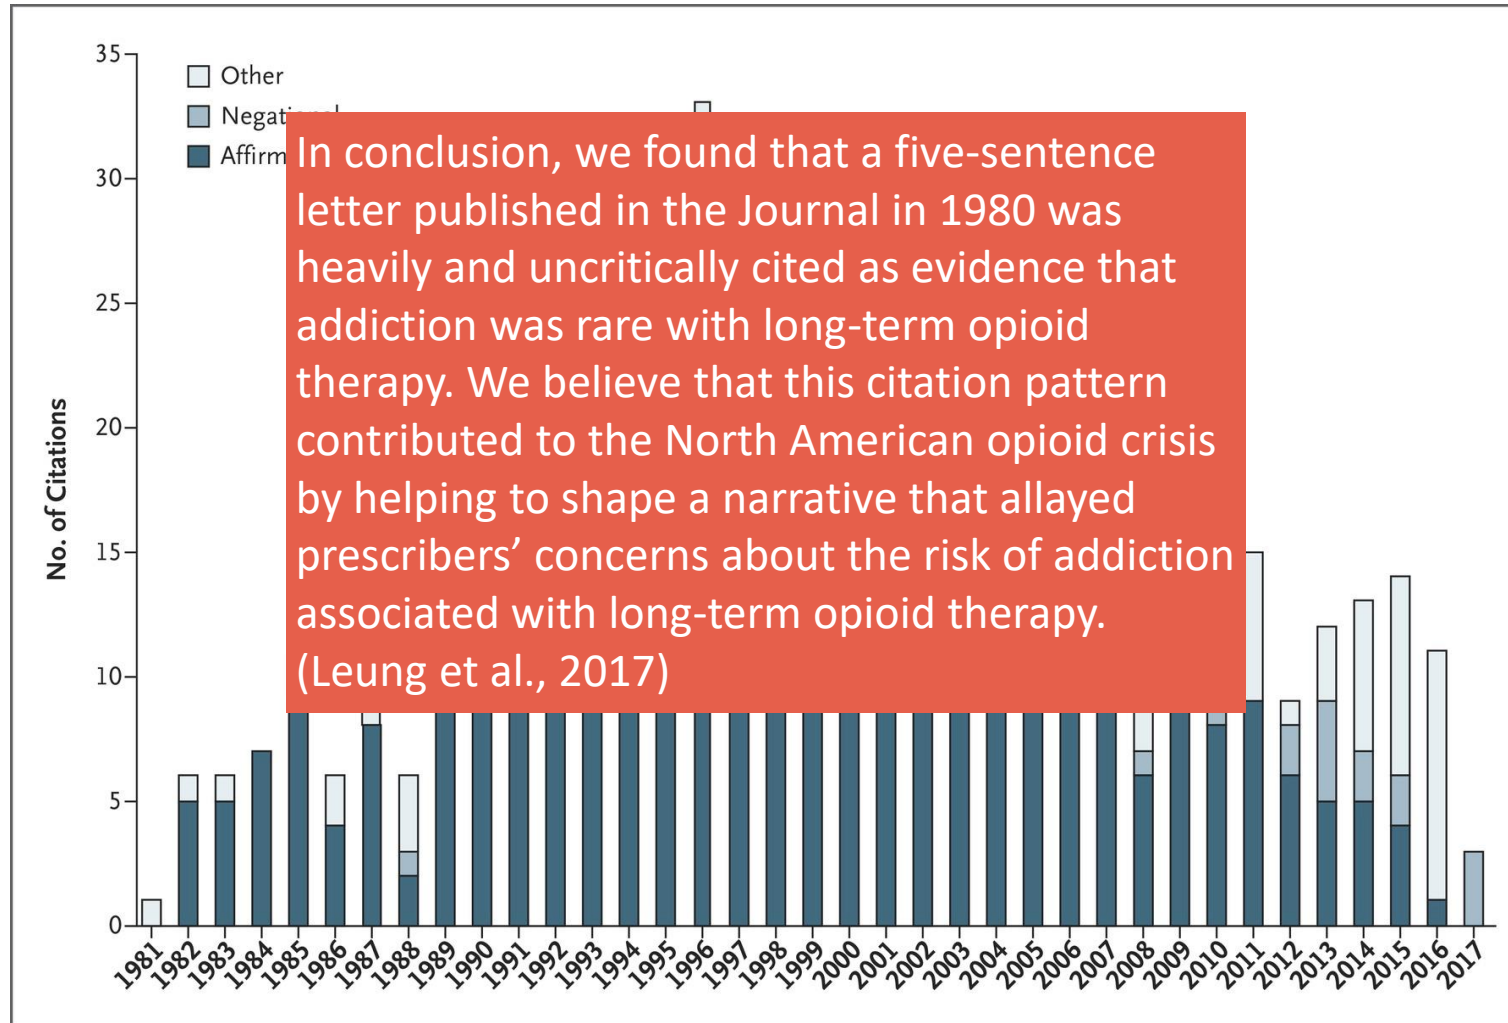 35
Other
Negational
Affirm
30
In conclusion, we found that a five-sentence
letter published in the Journal in 1980 was
heavily and uncritically cited as evidence that
addiction was rare with long-term opioid
therapy. We believe that this citation pattern
contributed to the North American opioid crisis
by helping to shape a narrative that allayed
prescribers’ concerns about the risk of addiction
associated with long-term opioid therapy.
(Leung et al., 2017)
25
20
15
10
5
0
No. of Citations
1981 1982 1983 1984 1985 1986 1987 1988 1989 1990 1991 1992 1993 1994 1995 1996 1997 1998 1999 2000 2001 2002 2003 2004 2005 2006 2007 2008 2009 2010 2011 2012 2013 2014 2015 2016 2017